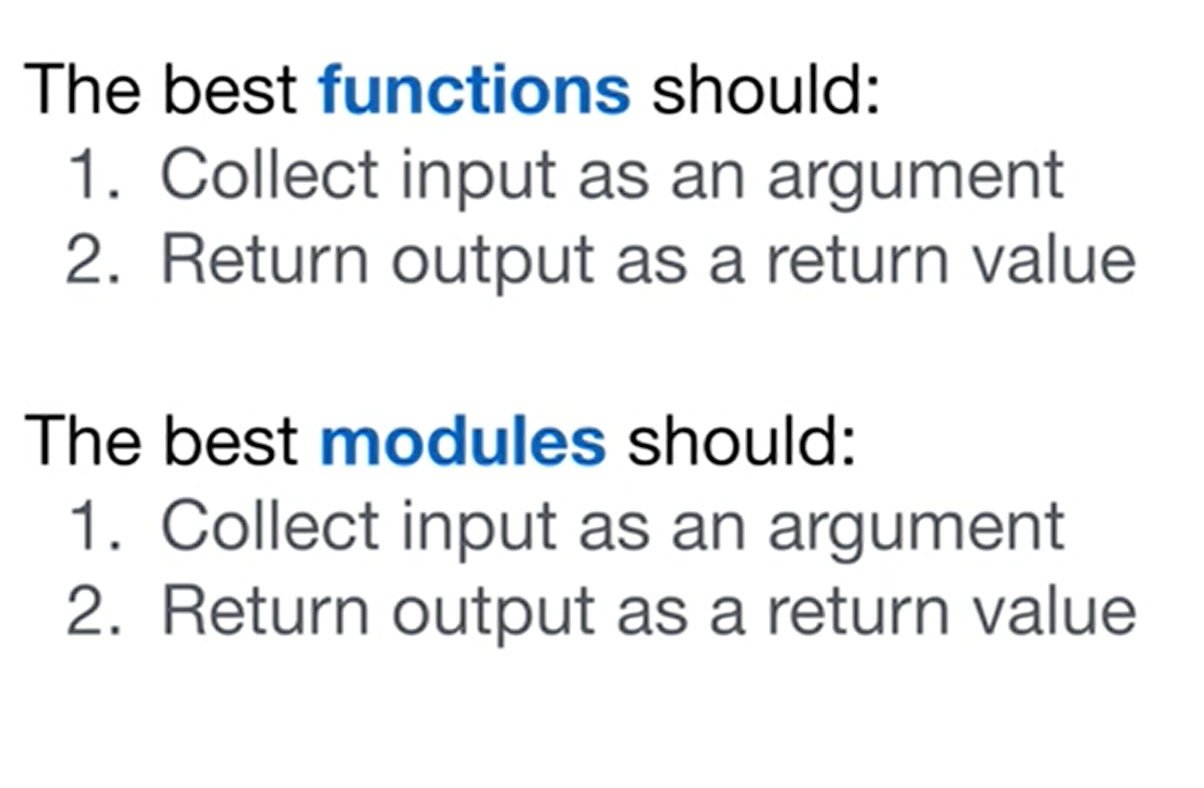 The best functions should:
1. Collect input as an argument
2. Return output as a return value
The best modules should:
1. Collect input as an argument
2. Return output as a return value